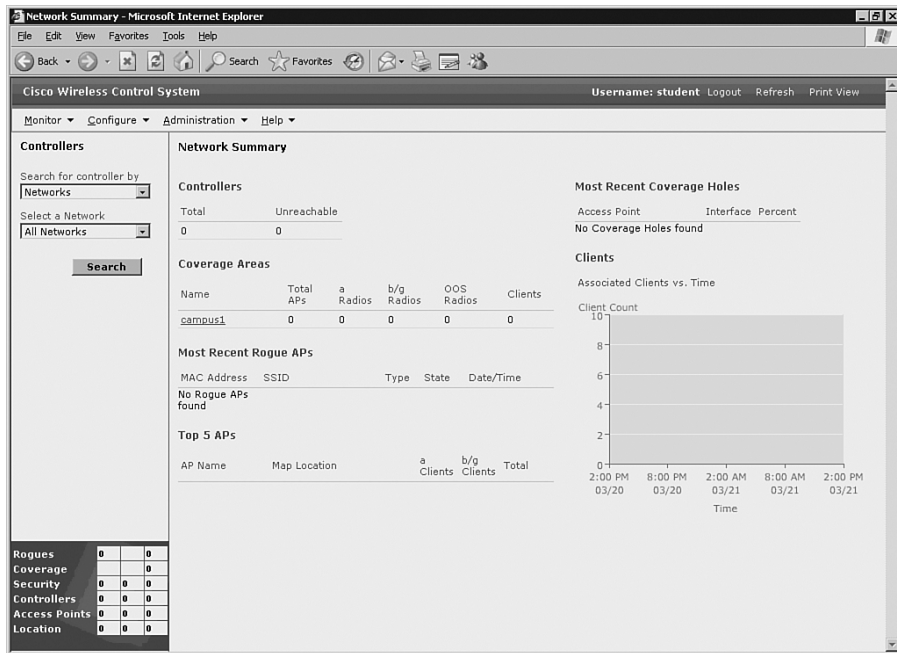 Network Summary - Microsoft Internet Explorer
File Edit View Favorites Tools Help
Back Search Favorites
Cisco Wireless Control System Username: student Logout Refresh Print View
Monitor Configure Administration Help
Controllers
Search for controller by
Networks
Select a Network
All Networks
Search
Network Summary
Controllers
Total Unreachable
0 0
Coverage Areas
Name Total APs a Radios b/g Radios OOS Radios Clients
campus1 0 0 0 0 0
Most Recent Rogue APs
MAC Address SSID Type State Date/Time
No Rogue APs
found
Top 5 APs
AP Name Map Location a Clients b/g Clients Total
Most Recent Coverage Holes
Access Point Interface Percent
No Coverage Holes found
Clients
Associated Clients vs. Time
Client Count
10
8
6
4
2
0
2:00 PM 8:00 PM 2:00 AM 8:00 AM 2:00 PM
03/20 03/20 03/21 03/21 03/21
Time
Rogues 0 0
Coverage 0
Security 0 0 0
Controllers 0 0 0
Access Points 0 0 0
Location 0 0 0